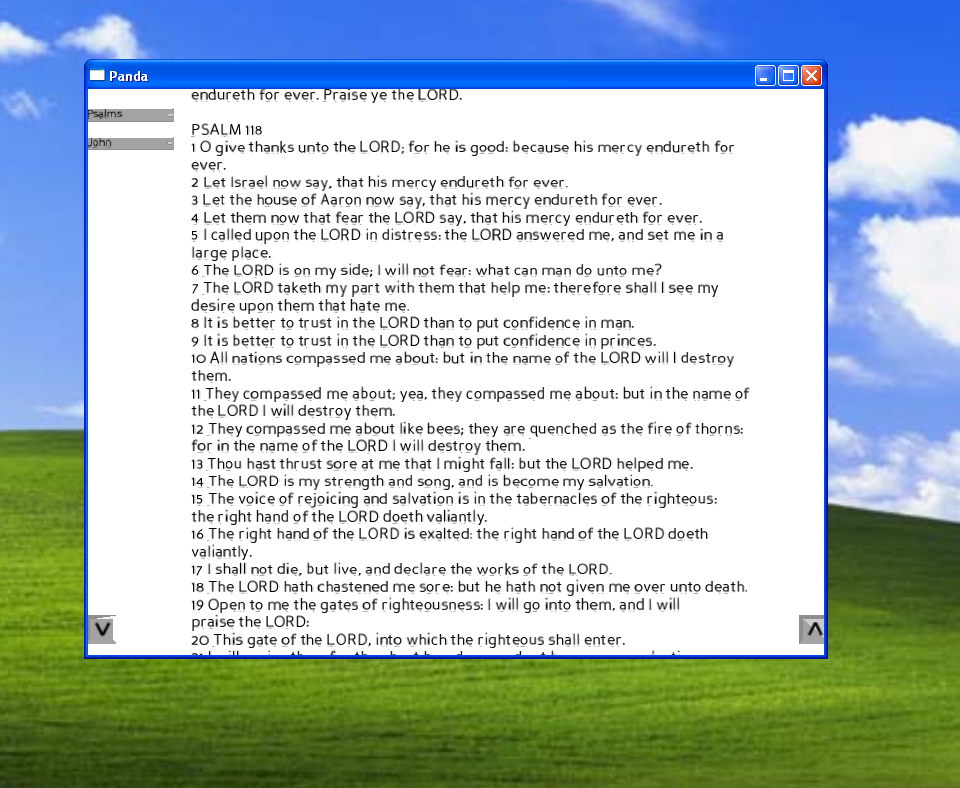 Panda
Psalms
John
endureth for ever. Praise ye the LORD.
PSALM 118
1 O give thanks unto the LORD; for he is good: because his mercy endureth for
ever.
2 Let Israel now say, that his mercy endureth for ever.
3 Let the house of Aaron now say, that his mercy endureth for ever.
4 Let them now that fear the LORD say, that his mercy endureth for ever.
5 I called upon the LORD in distress: the LORD answered me, and set me in a
large place.
6 The LORD is on my side; I will not fear: what can man do unto me?
7 The LORD taketh my part with them that help me: therefore shall I see my
desire upon them that hate me.
8 It is better to trust in the LORD than to put confidence in man.
9 It is better to trust in the LORD than to put confidence in princes.
10 All nations compassed me about: but in the name of the LORD will I destroy
them.
11 They compassed me about; yea, they compassed me about: but in the name of
the LORD I will destroy them.
12 They compassed me about like bees; they are quenched as the fire of thorns:
for in the name of the LORD I will destroy them.
13 Thou hast thrust sore at me that I might fall: but the LORD helped me.
14 The LORD is my strength and song, and is become my salvation.
15 The voice of rejoicing and salvation is in the tabernacles of the righteous:
the right hand of the LORD doeth valiantly.
16 The right hand of the LORD is exalted: the right hand of the LORD doeth
valiantly.
17 I shall not die, but live, and declare the works of the LORD.
18 The LORD hath chastened me sore: but he hath not given me over unto death.
19 Open to me the gates of righteousness: I will go into them, and I will
praise the LORD:
20 This gate of the LORD, into which the righteous shall enter.